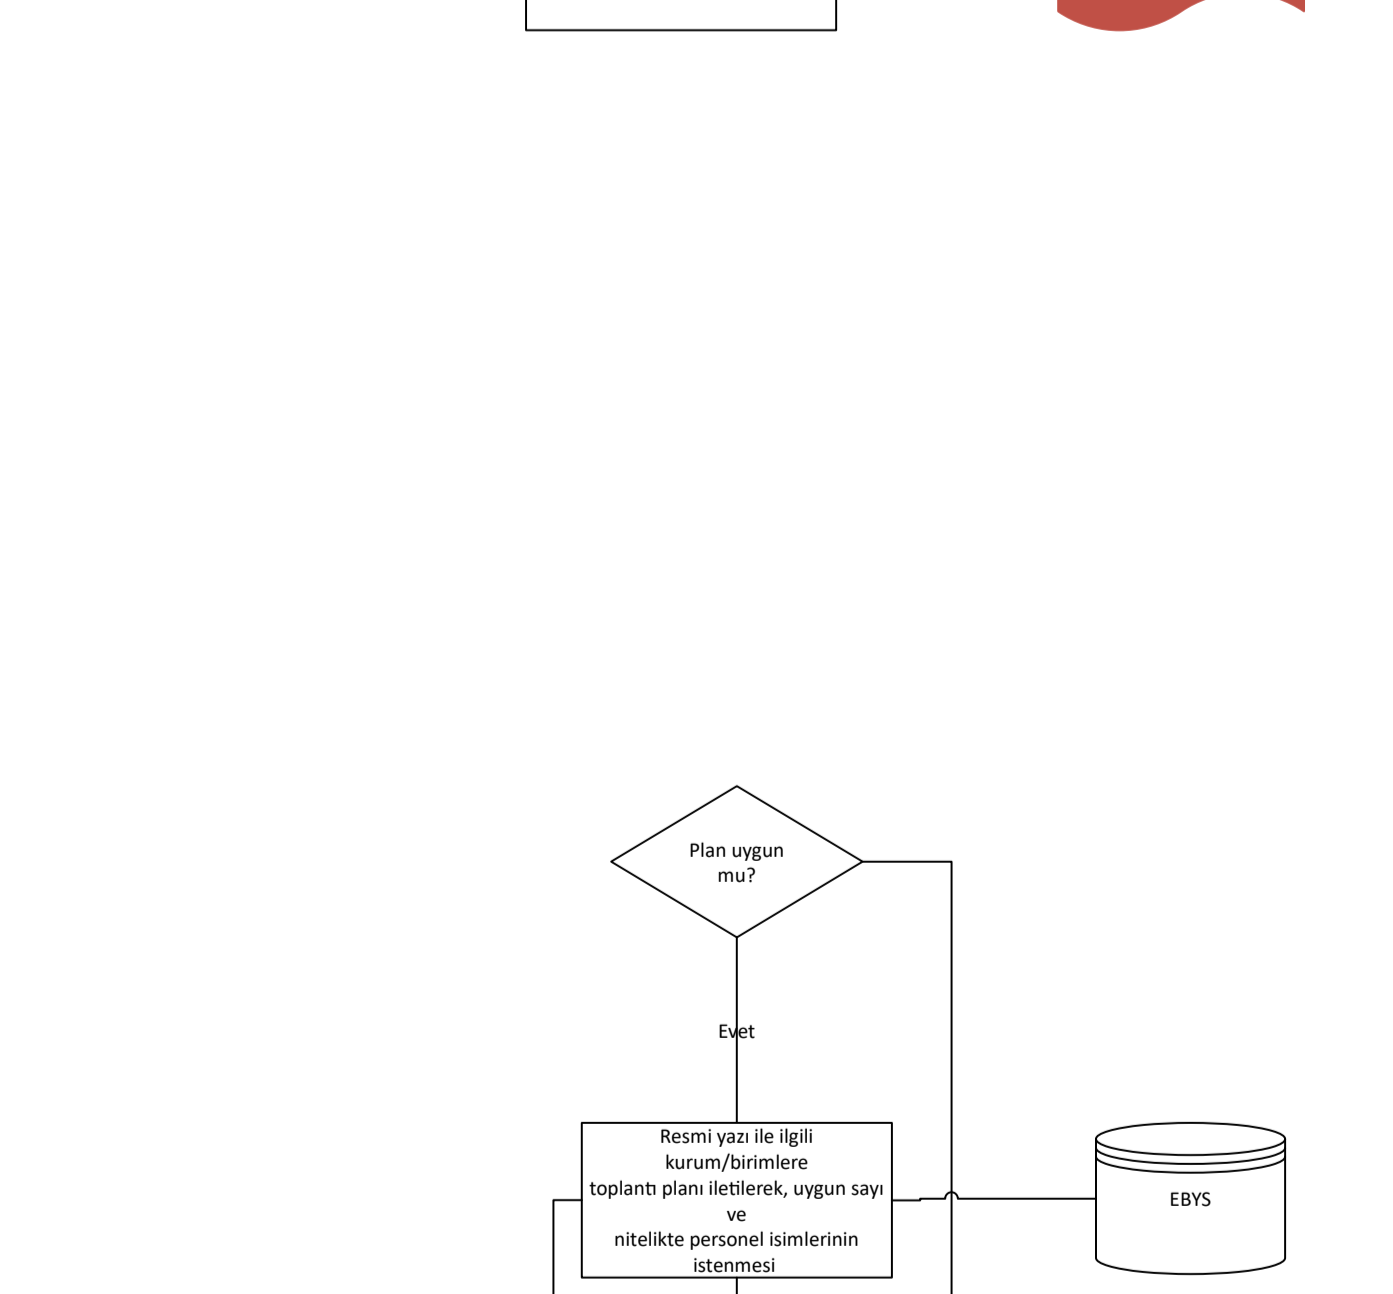 Plan uygun
mu?
Evet
Resmi yazı ile ilgili
kurum/birimlere
toplantı planı iletilerek, uygun sayı
ve
nitelikte personel isimlerinin
istenmesi
EBYS